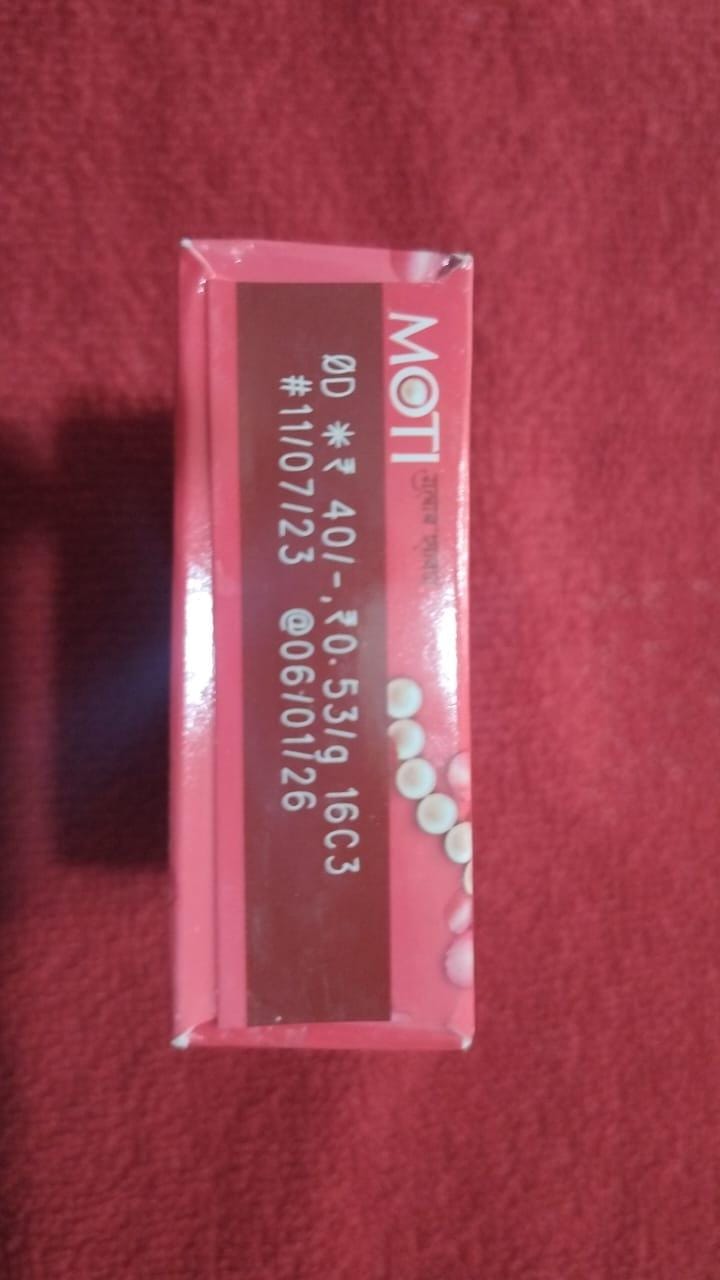 MOTI
ØD *₹ 40/-,₹0.53/g 16C3
#11/07/23 @06/01/26